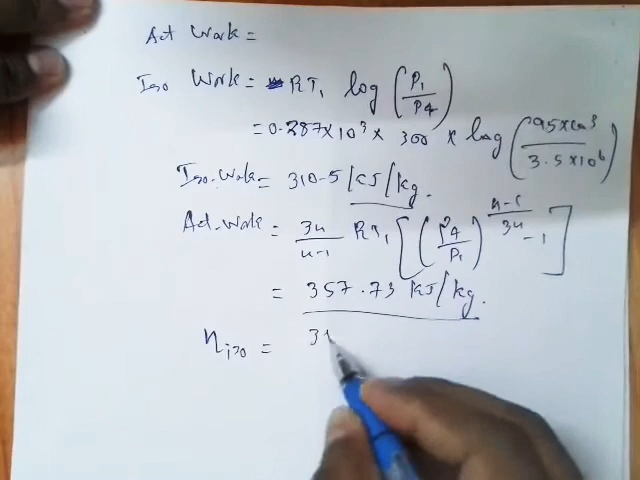 Act Work =
Iso Work = RT₁ log (P₁/P4)
= 0.287×10³ × 300 × log (95×10³/3.5×10⁶)
Iso. Work = 310.5 kJ/kg.
Act. Work = 3n/n-1 RT₁ [(P4/P₁)^(n-1/3n) -1]
= 357.73 kJ/kg.
ηiso = 31